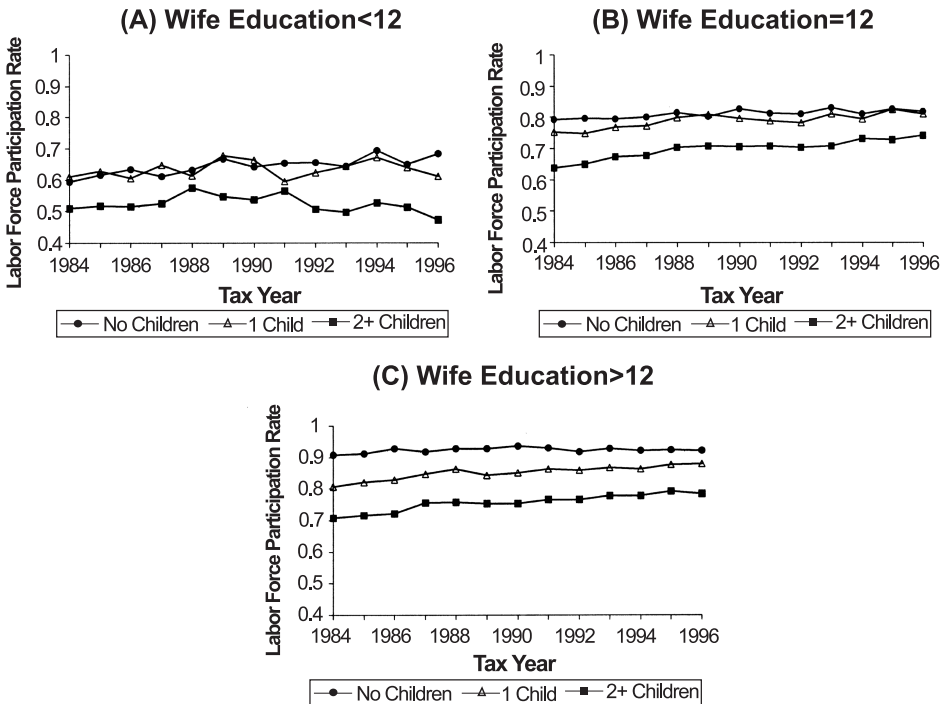 (A) Wife Education<12
Labor Force Participation Rate
1
0.9
0.8
0.7
0.6
0.5
0.4
1984 1986 1988 1990 1992 1994 1996
Tax Year
No Children 1 Child 2+ Children
(B) Wife Education=12
Labor Force Participation Rate
1
0.9
0.8
0.7
0.6
0.5
0.4
1984 1986 1988 1990 1992 1994 1996
Tax Year
No Children 1 Child 2+ Children
(C) Wife Education>12
Labor Force Participation Rate
1
0.9
0.8
0.7
0.6
0.5
0.4
1984 1986 1988 1990 1992 1994 1996
Tax Year
No Children 1 Child 2+ Children